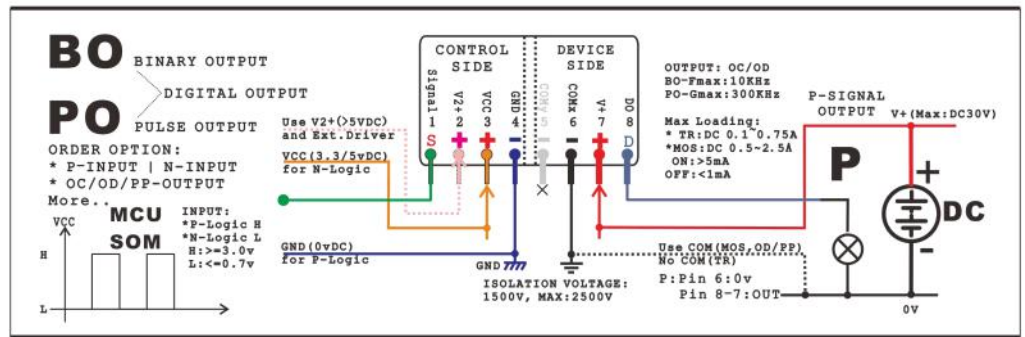 BO BINARY OUTPUT
DIGITAL OUTPUT
PO PULSE OUTPUT
ORDER OPTION:
* P-INPUT | N-INPUT
* OC/OD/PP-OUTPUT
More..
VCC
H
L
MCU
SOM
INPUT:
*P-Logic H
*N-Logic L
H:>=3.0v
L:<=0.7v
Use V2+(>5VDC)
and Ext.Driver
VCC(3.3/5vDC)
for N-Logic
GND(0vDC)
for P-Logic
CONTROL
SIDE
DEVICE
SIDE
Signal 1
V2+ 2
VCC 3
GND 4
COMy 5
COMx 6
V+ 7
DO 8
S + + - - - + D
GND
ISOLATION VOLTAGE:
1500V, MAX:2500V
OUTPUT: OC/OD
BO-Fmax:10KHz
PO-Gmax:300KHz
Max Loading:
* TR:DC 0.1~0.75A
*MOS:DC 0.5~2.5A
ON:>5mA
OFF:<1mA
P-SIGNAL
OUTPUT
V+(Max:DC30V)
P
+
DC
-
Use COM(MOS,OD/PP)
No COM(TR)
P:Pin 6:0v
Pin 8-7:OUT
0V